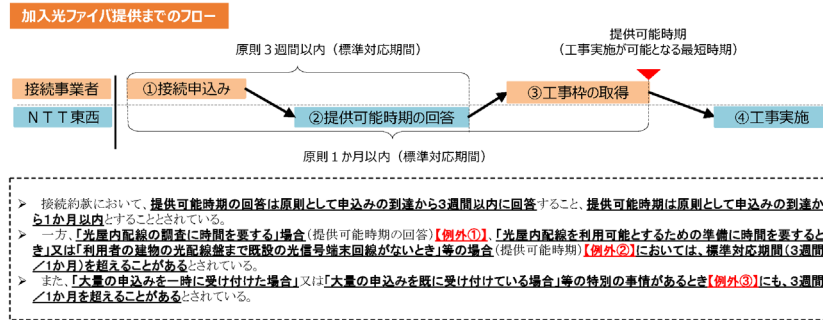 加入光ファイバ提供までのフロー
提供可能時期
(工事実施が可能となる最短時期)
原則3週間以内(標準対応期間)
接続事業者
①接続申込み
③工事枠の取得
NTT東西
②提供可能時期の回答
④工事実施
原則1か月以内(標準対応期間)
➢ 接続約款において、提供可能時期の回答は原則として申込みの到達から3週間以内に回答すること、提供可能時期は原則として申込みの到達か
ら1か月以内とすることとされている。
➢ 一方、「光屋内配線の調査に時間を要する」場合(提供可能時期の回答)【例外①】、「光屋内配線を利用可能とするための準備に時間を要すると
き」又は「利用者の建物の光配線盤まで既設の光信号端末回線がないとき」等の場合(提供可能時期)【例外②】においては、標準対応期間(3週間
/1か月)を超えることがあるとされている。
➢ また、「大量の申込みを一時に受け付けた場合」又は「大量の申込みを既に受け付けている場合」等の特別の事情があるとき【例外③】にも、3週間
/1か月を超えることがあるとされている。